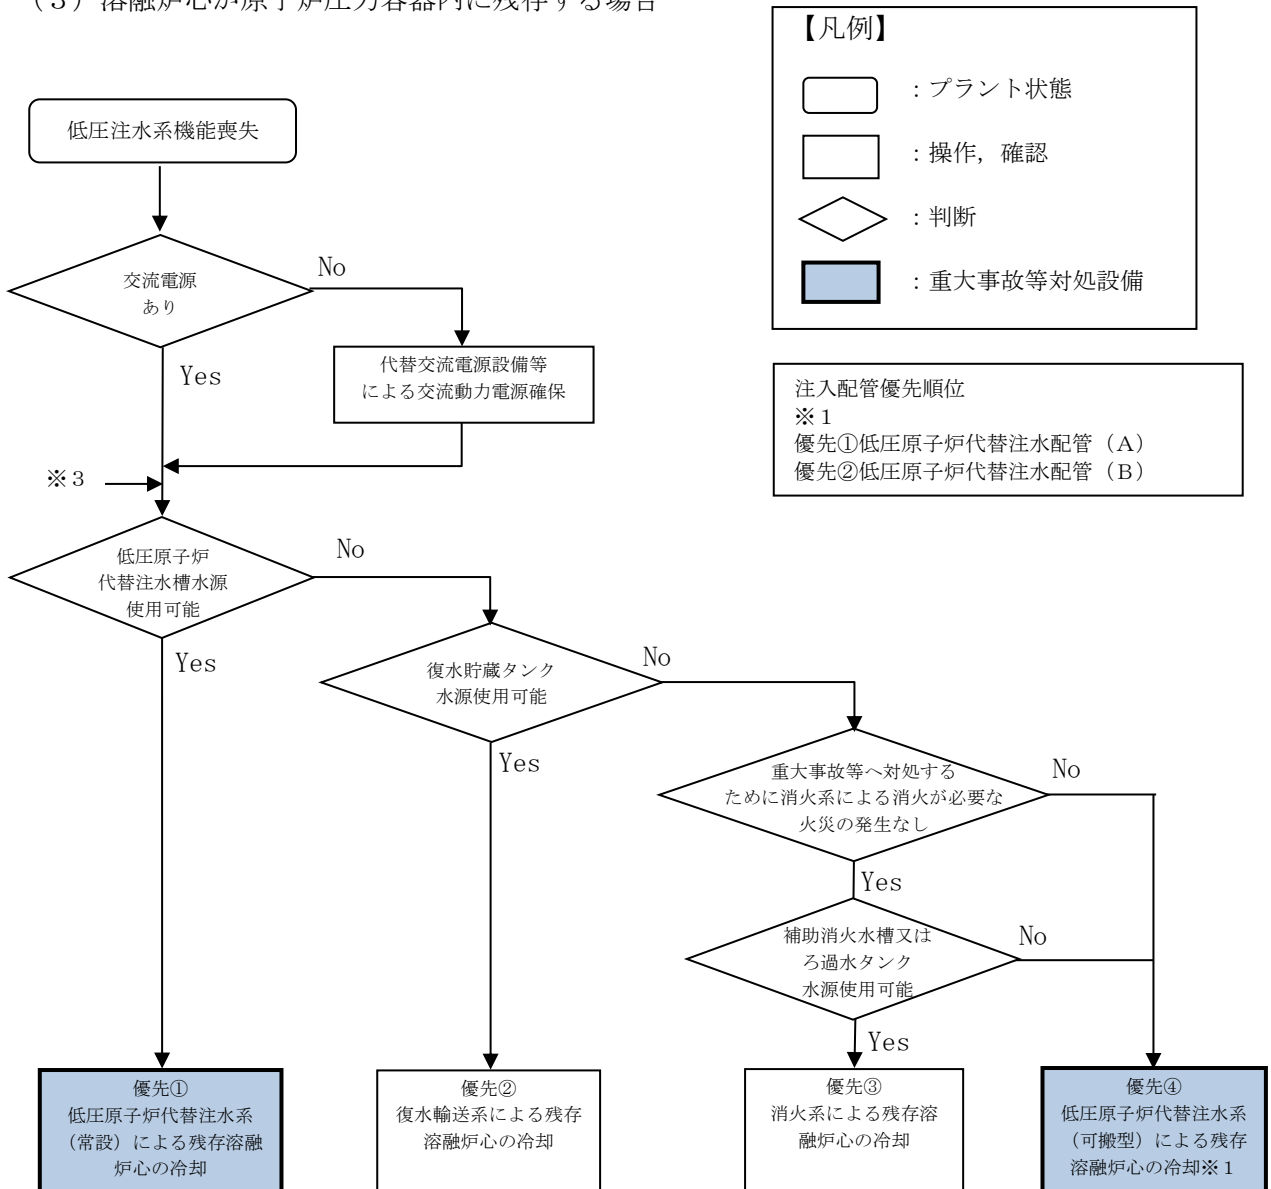 （３）溶融炉心が原子炉圧力容器内に残存する場合
【凡例】
：プラント状態
：操作，確認
：判断
：重大事故等対処設備
注入配管優先順位
※１
優先①低圧原子炉代替注水配管（Ａ）
優先②低圧原子炉代替注水配管（Ｂ）
低圧注水系機能喪失
交流電源
あり
No
Yes
代替交流電源設備等
による交流動力電源確保
※３
低圧原子炉
代替注水槽水源
使用可能
No
Yes
復水貯蔵タンク
水源使用可能
No
Yes
重大事故等へ対処する
ために消火系による消火が必要な
火災の発生なし
No
Yes
補助消火水槽又は
ろ過水タンク
水源使用可能
No
Yes
優先①
低圧原子炉代替注水系
（常設）による残存溶融
炉心の冷却
優先②
復水輸送系による残存
溶融炉心の冷却
優先③
消火系による残存溶
融炉心の冷却
優先④
低圧原子炉代替注水系
（可搬型）による残存
溶融炉心の冷却※１